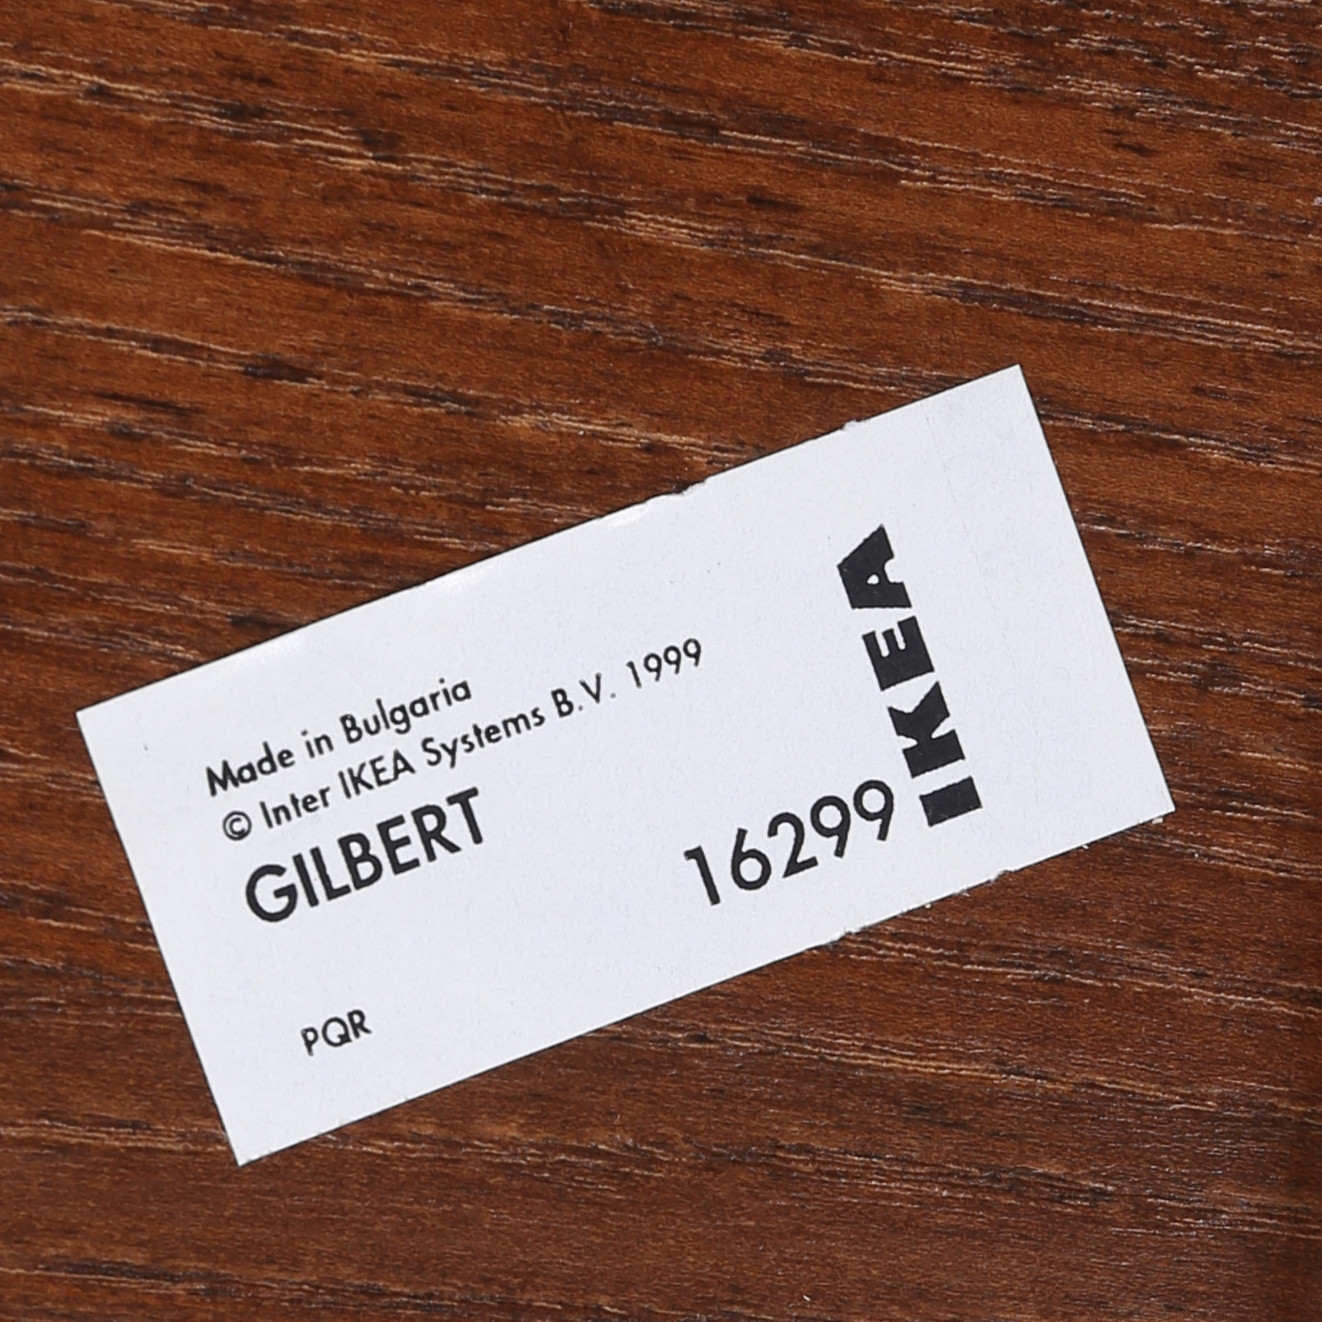 Made in Bulgaria
© Inter IKEA Systems B.V. 1999
GILBERT
16299
PQR
IKEA